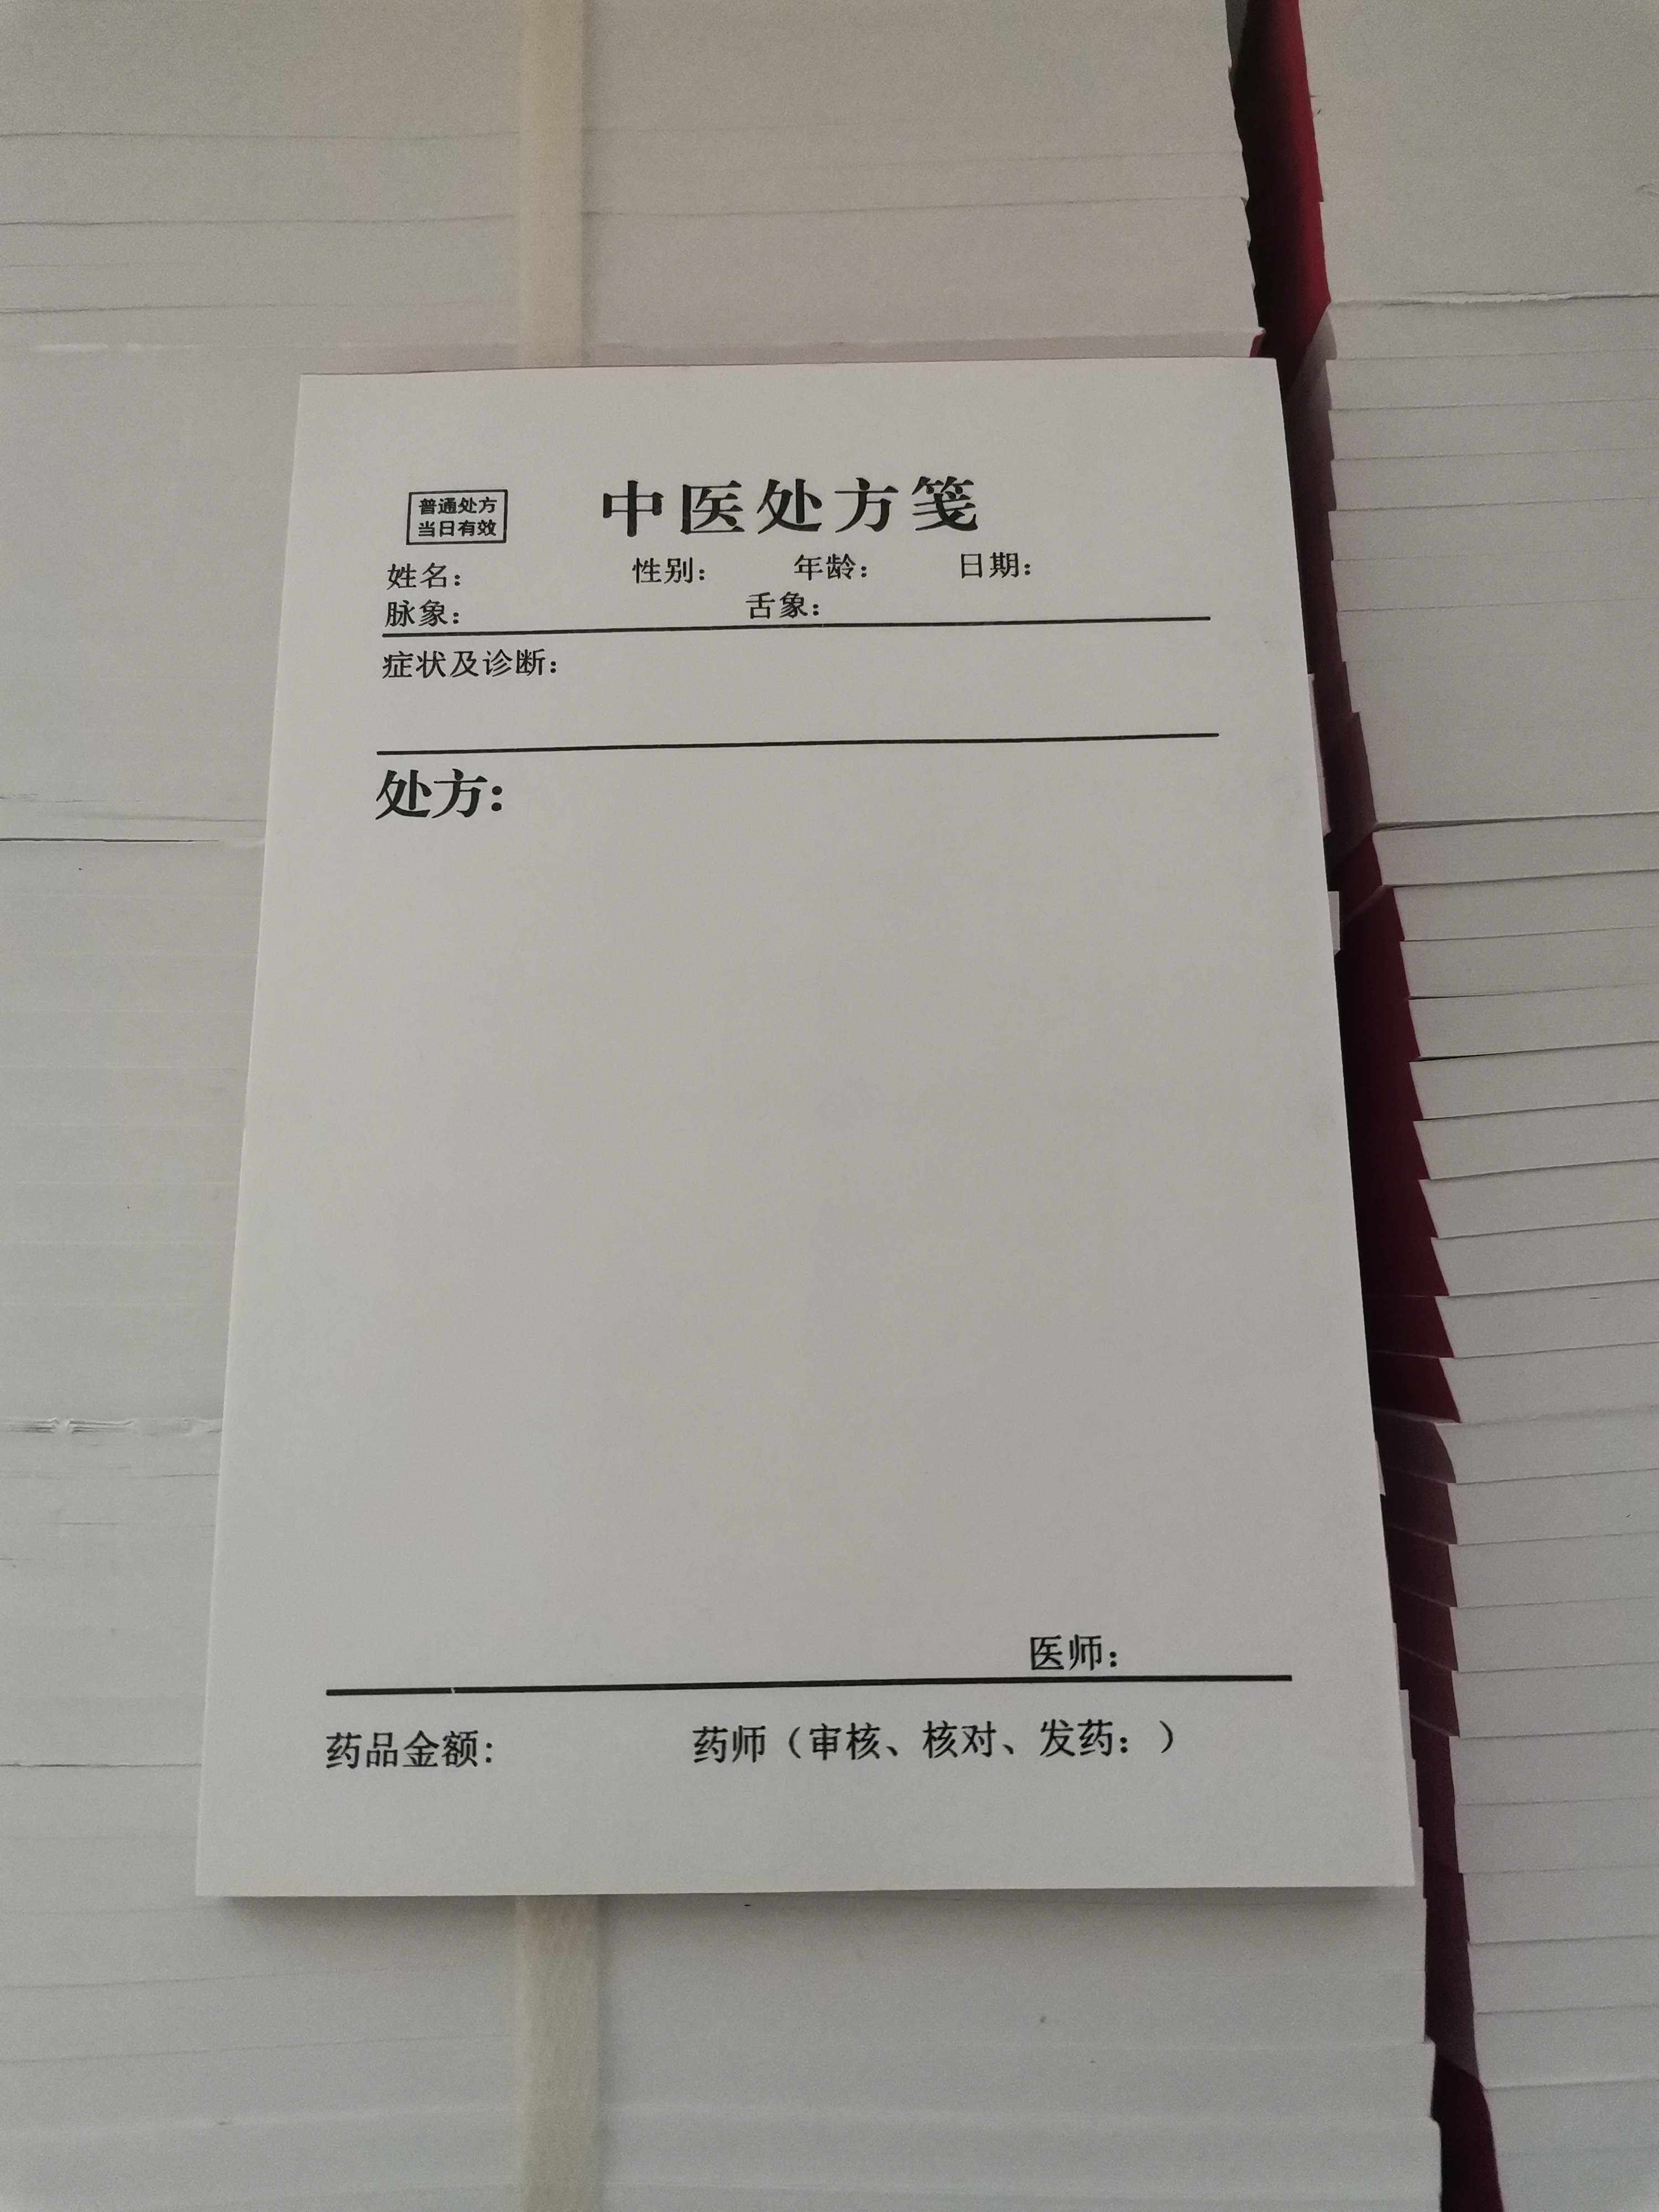 普通处方
当日有效
中医处方笺
姓名： 性别： 年龄： 日期：
脉象： 舌象：
症状及诊断：
处方：
医师：
药品金额： 药师（审核、核对、发药：）